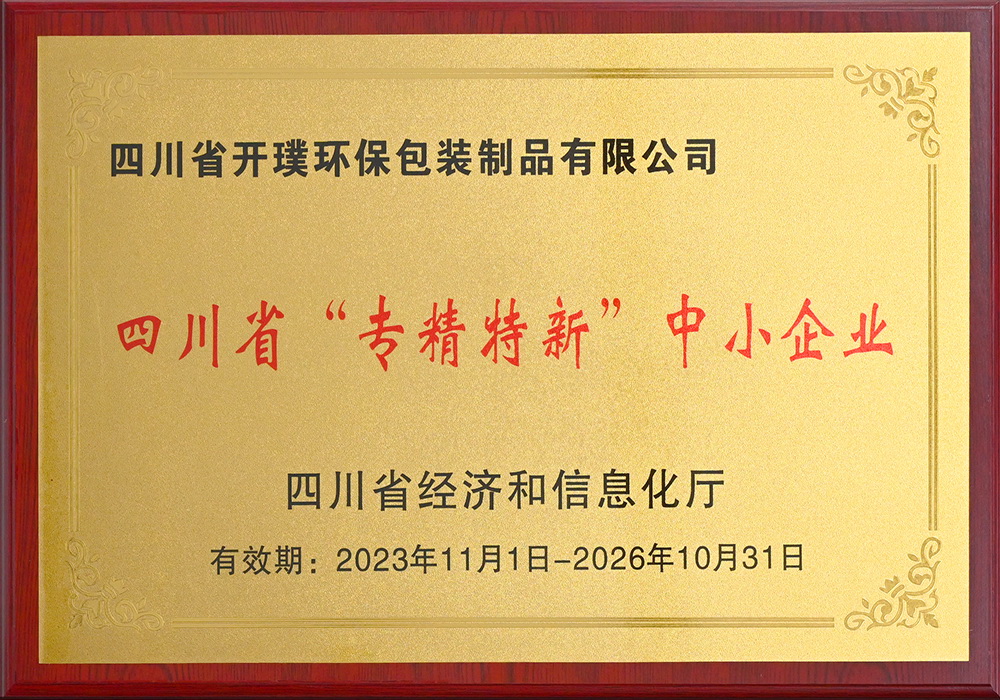 四川省开璞环保包装制品有限公司
四川省“专精特新”中小企业
四川省经济和信息化厅
有效期：2023年11月1日-2026年10月31日